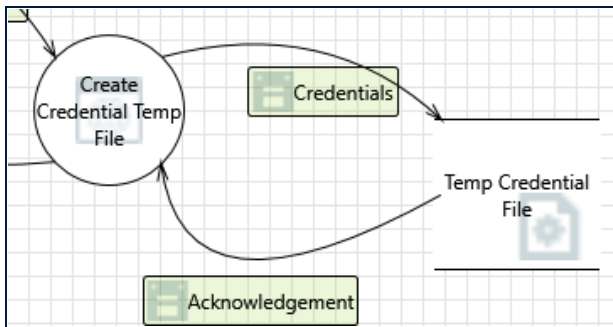 Create
Credential Temp
File
Credentials
Temp Credential
File
Acknowledgement